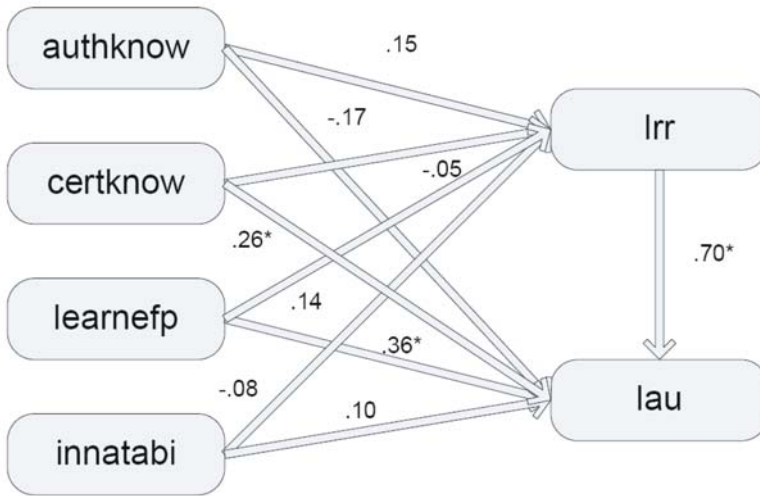 authknow
.15
lrr
-.17
certknow
-.05
.26*
.70*
learnefp
.14
.36*
lau
-.08
.10
innatabi